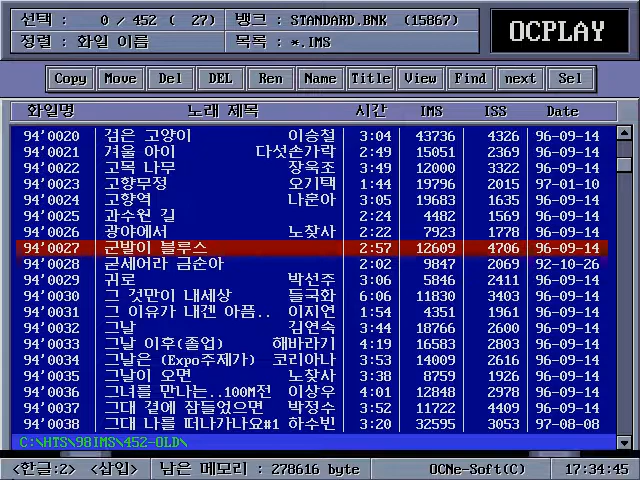 선택 : 0 / 452 ( 27) 뱅크 : STANDARD.BNK (15867)
정렬 : 화일 이름 목록 : *.IMS
OCPLAY
Copy Move Del DEL Ren Name Title View Find next Sel
화일명 노래 제목 시간 IMS ISS Date
94'0020 검은 고양이 이승철 3:04 43736 4326 96-09-14
94'0021 겨울 아이 다섯손가락 2:49 15051 2369 96-09-14
94'0022 고목 나무 장욱조 3:49 12000 3322 96-09-14
94'0023 고향무정 오기택 1:44 19796 2015 97-01-10
94'0024 고향역 나훈아 3:05 19683 1635 96-09-14
94'0025 과수원 길 2:24 4482 1569 96-09-14
94'0026 광야에서 노찾사 2:22 7923 1778 96-09-14
94'0027 군발이 블루스 2:57 12609 4706 96-09-14
94'0028 굳세어라 금순아 2:02 9847 2069 92-10-26
94'0029 귀로 박선주 3:06 5846 2411 96-09-14
94'0030 그 것만이 내세상 들국화 6:06 11830 3403 96-09-14
94'0031 그 이유가 내겐 아픔.. 이지연 1:54 4351 1961 96-09-14
94'0032 그날 김연숙 3:44 18766 2600 96-09-14
94'0033 그날 이후(졸업) 해바라기 4:19 16583 2803 96-09-14
94'0034 그날은 (Expo주제가) 코리아나 3:53 14009 2616 96-09-14
94'0035 그날이 오면 노찾사 3:38 8759 1926 96-09-14
94'0036 그녀를 만나는..100M전 이상우 4:01 12848 2978 96-09-14
94'0037 그대 곁에 잠들었으면 박정수 3:52 11722 4409 96-09-14
94'0038 그대 나를 떠나가나요#1 하수빈 3:20 32595 3053 97-08-08
C:\HTS\98IMS\452-OLD\
<한글:2> <삽입> 남은 메모리 : 278616 byte OCNe-Soft(C) 17:34:45